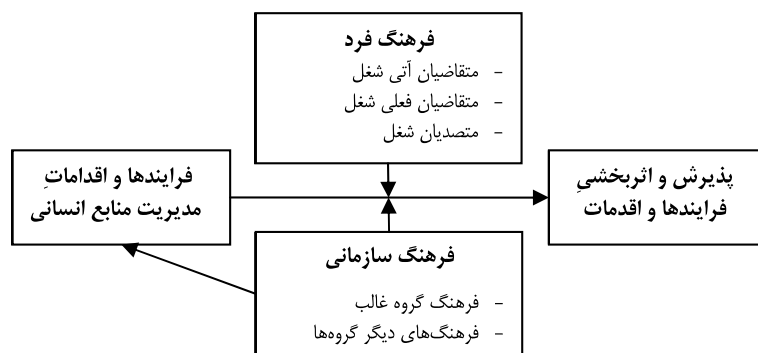 فرهنگ فرد
- متقاضیان آتی شغل
- متقاضیان فعلی شغل
- متصدیان شغل
فرایندها و اقداماتِ
مدیریت منابع انسانی
پذیرش و اثربخشیِ
فرایندها و اقدمات
فرهنگ سازمانی
- فرهنگ گروه غالب
- فرهنگ‌های دیگر گروه‌ها